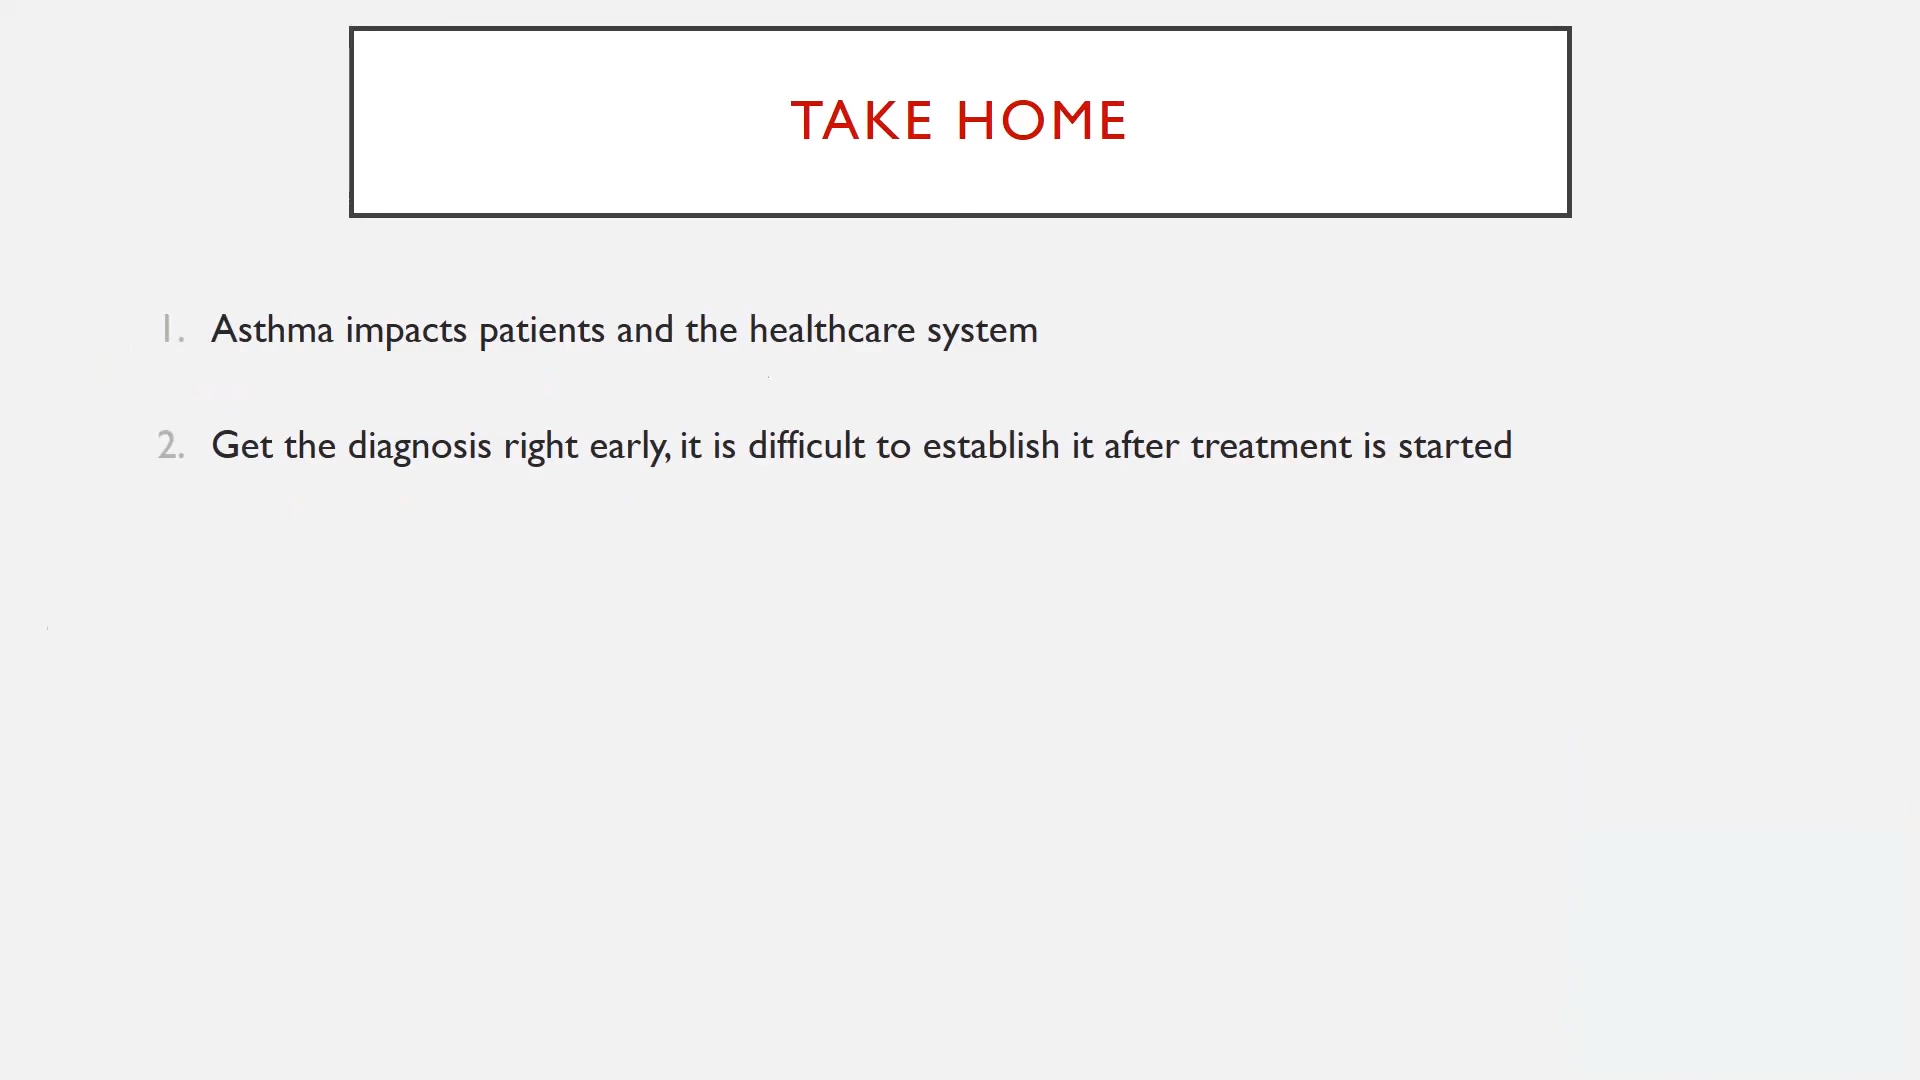 TAKE HOME
1. Asthma impacts patients and the healthcare system
2. Get the diagnosis right early, it is difficult to establish it after treatment is started